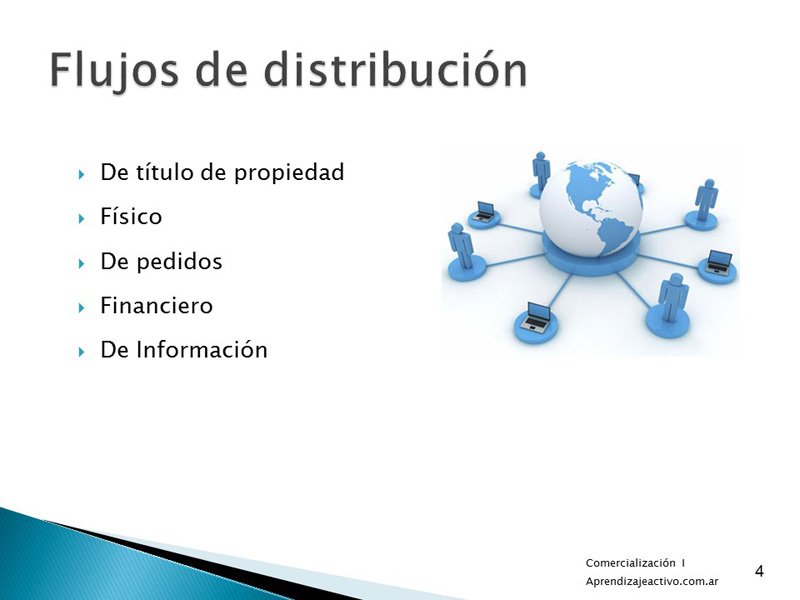 Flujos de distribución
De título de propiedad
Físico
De pedidos
Financiero
De Información
Comercialización I
Aprendizajeactivo.com.ar
4